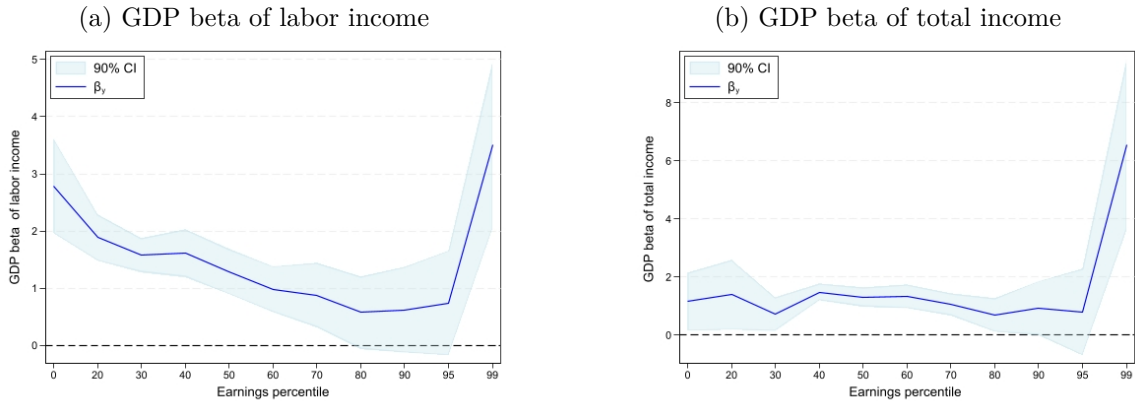 (a) GDP beta of labor income
90% CI
βᵧ
GDP beta of labor income
5
4
3
2
1
0
0 20 30 40 50 60 70 80 90 95 99
Earnings percentile
(b) GDP beta of total income
90% CI
βᵧ
GDP beta of total income
8
6
4
2
0
0 20 30 40 50 60 70 80 90 95 99
Earnings percentile